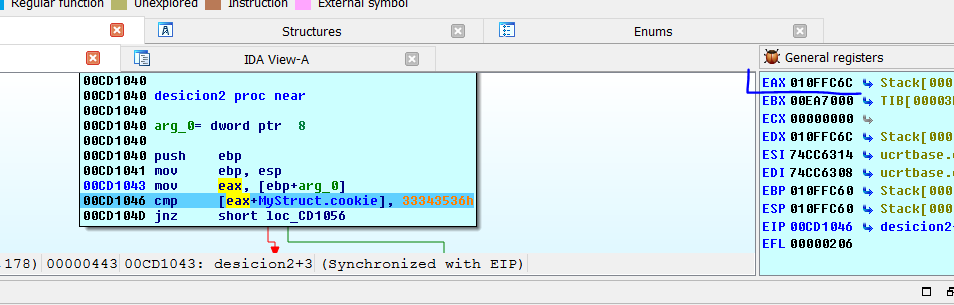 Regular function Unexplored Instruction External symbol
Structures Enums
IDA View-A General registers
00CD1040
00CD1040 desicion2 proc near
00CD1040
00CD1040 arg_0= dword ptr 8
00CD1040
00CD1040 push ebp
00CD1041 mov ebp, esp
00CD1043 mov eax, [ebp+arg_0]
00CD1046 cmp [eax+MyStruct.cookie], 33343536h
00CD104D jnz short loc_CD1056
EAX 010FFC6C Stack[000
EBX 00EA7000 TIB[00003
ECX 00000000
EDX 010FFC6C Stack[000
ESI 74CC6314 ucrtbase.
EDI 74CC6308 ucrtbase.
EBP 010FFC60 Stack[000
ESP 010FFC60 Stack[000
EIP 00CD1046 desicion2+
EFL 00000206
,178) 00000443 00CD1043: desicion2+3 (Synchronized with EIP)